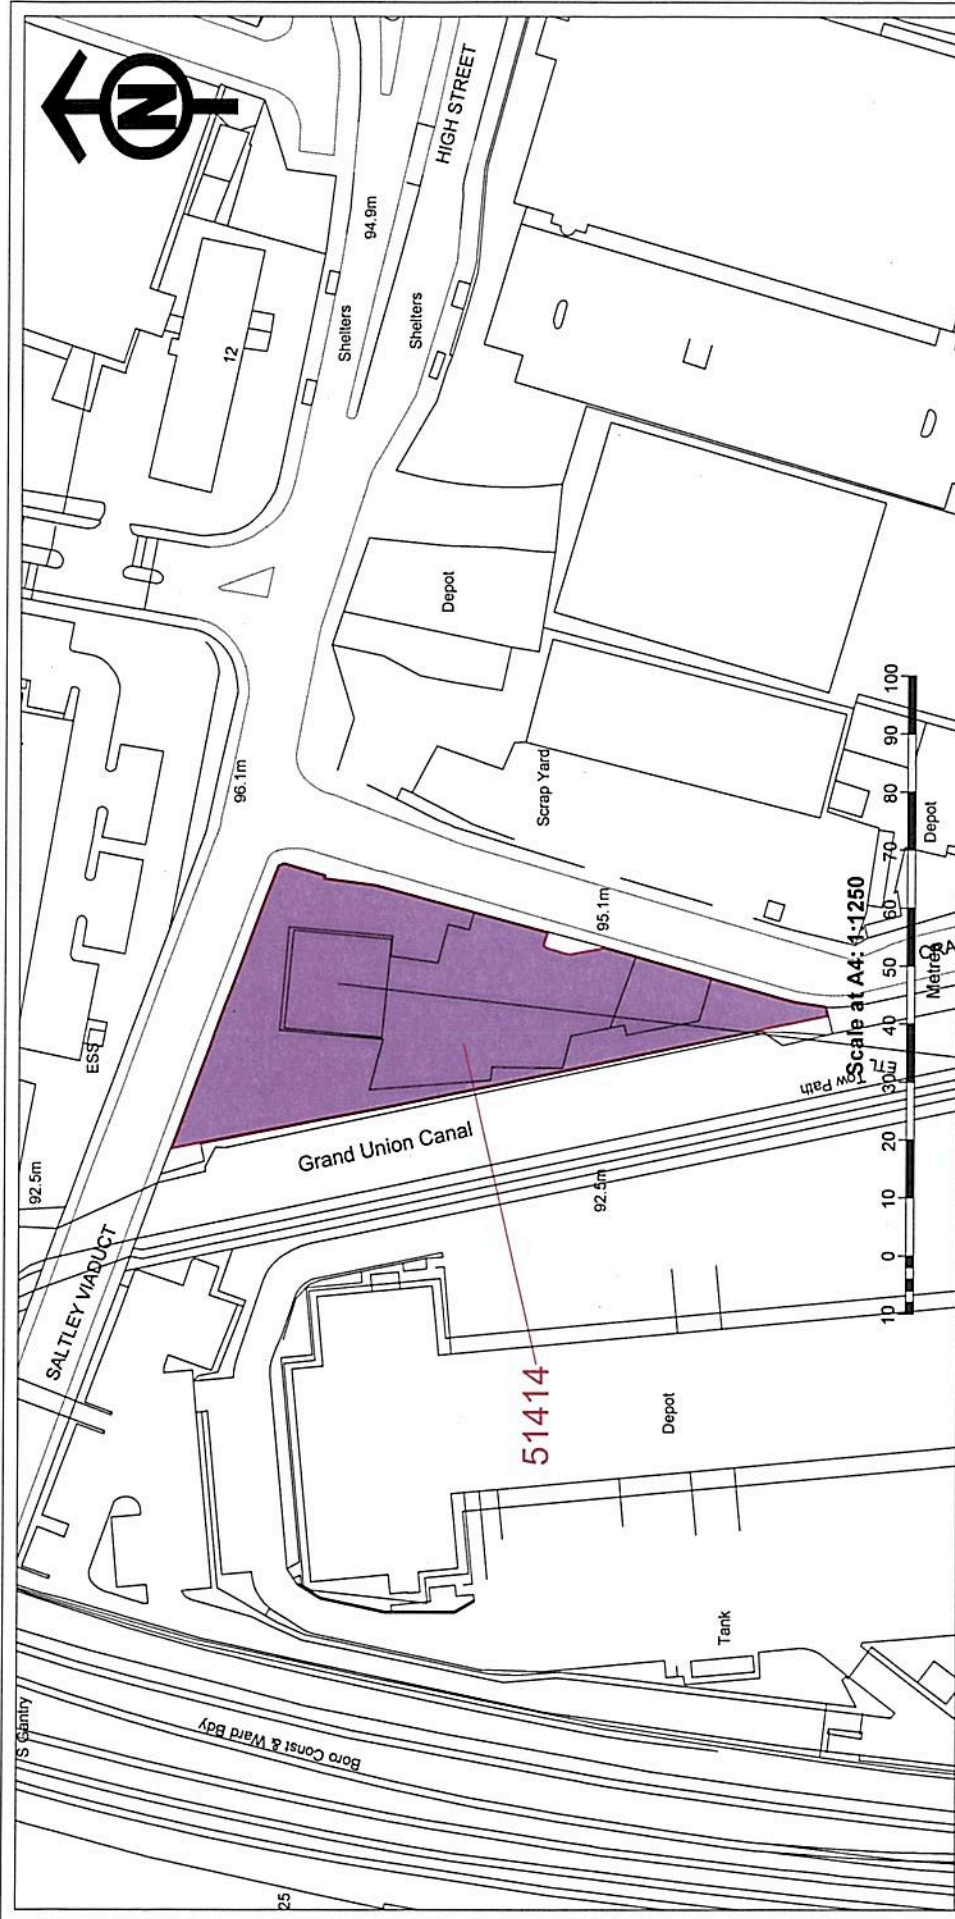 N
HIGH STREET
94.9m
Shelters
Shelters
12
Depot
96.1m
Scrap Yard
95.1m
ESS
92.5m
Grand Union Canal
SALTLEY VIADUCT
92.5m
Tow Path
ETL
Depot
51414
Depot
Tank
S Gantry
Boro Const & Ward Bdy
25
Scale at A4: 1:1250
10 0 10 20 30 40 50 60 70 80 90 100
Metres